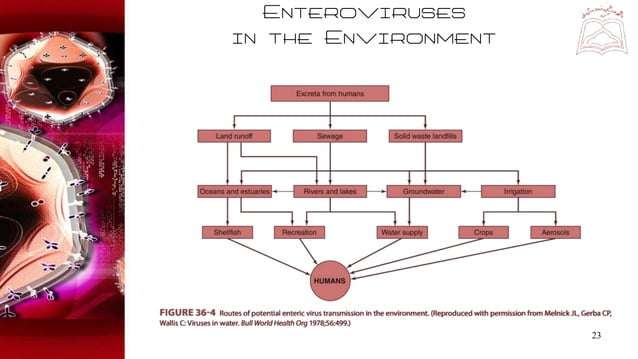 Enteroviruses
in the Environment
Excreta from humans
Land runoff Sewage Solid waste landfills
Oceans and estuaries Rivers and lakes Groundwater Irrigation
Shellfish Recreation Water supply Crops Aerosols
HUMANS
FIGURE 36-4 Routes of potential enteric virus transmission in the environment. (Reproduced with permission from Melnick JL, Gerba CP,
Wallis C: Viruses in water. Bull World Health Org 1978;56:499.)
23